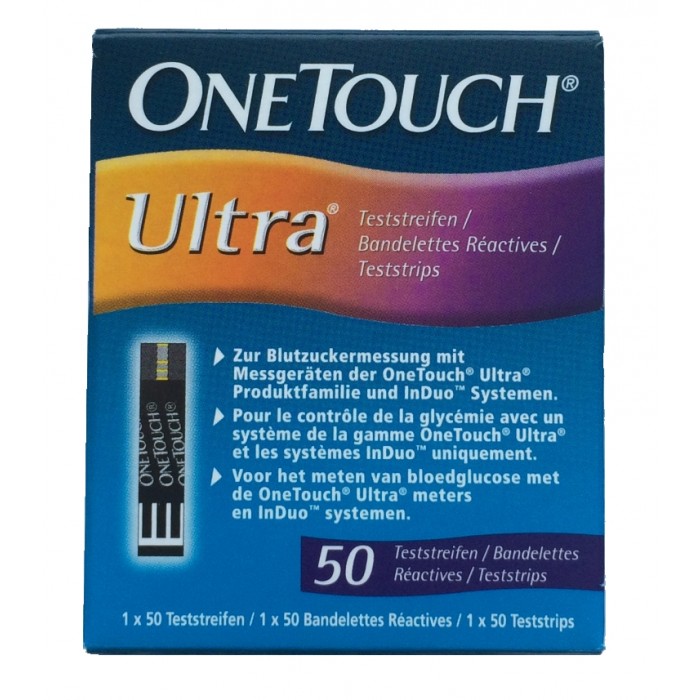 ONETOUCH®
Ultra®
Teststreifen /
Bandelettes Réactives /
Teststrips
Zur Blutzuckermessung mit
Messgeräten der OneTouch® Ultra®
Produktfamilie und InDuo™ Systemen.
Pour le contrôle de la glycémie avec un
système de la gamme OneTouch® Ultra®
et les systèmes InDuo™ uniquement.
Voor het meten van bloedglucose met
de OneTouch® Ultra® meters
en InDuo™ systemen.
ONETOUCH®
ONETOUCH®
ONETOUCH®
50 Teststreifen / Bandelettes
Réactives / Teststrips
1 x 50 Teststreifen / 1 x 50 Bandelettes Réactives / 1 x 50 Teststrips